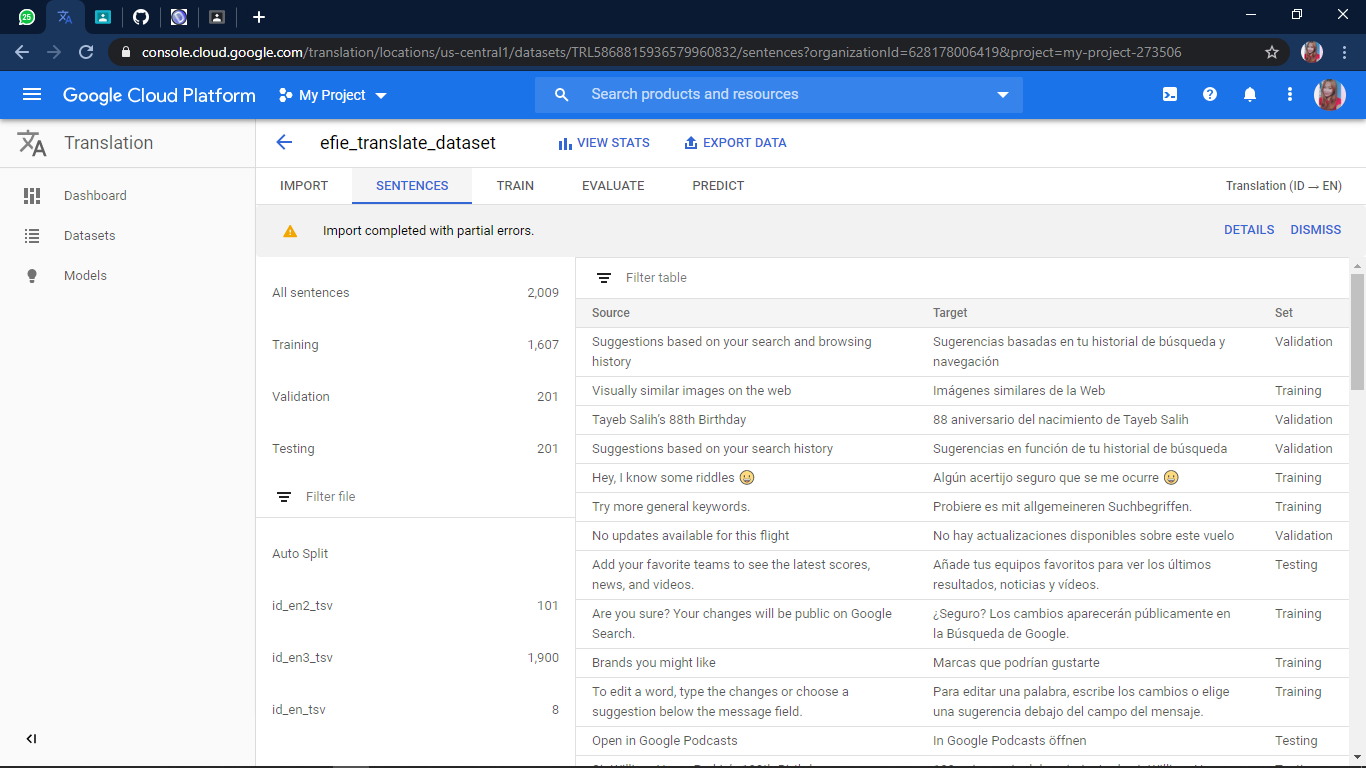 25
console.cloud.google.com/translation/locations/us-central1/datasets/TRL5868815936579960832/sentences?organizationId=628178006419&project=my-project-273506
Google Cloud Platform
My Project
Search products and resources
Translation
efie_translate_dataset
VIEW STATS
EXPORT DATA
Dashboard
Datasets
Models
IMPORT
SENTENCES
TRAIN
EVALUATE
PREDICT
Translation (ID → EN)
Import completed with partial errors.
DETAILS
DISMISS
All sentences 2,009
Training 1,607
Validation 201
Testing 201
Filter file
Auto Split
id_en2_tsv 101
id_en3_tsv 1,900
id_en_tsv 8
Filter table
Source Target Set
Suggestions based on your search and browsing Sugerencias basadas en tu historial de búsqueda y Validation
history navegación
Visually similar images on the web Imágenes similares de la Web Training
Tayeb Salih's 88th Birthday 88 aniversario del nacimiento de Tayeb Salih Validation
Suggestions based on your search history Sugerencias en función de tu historial de búsqueda Validation
Hey, I know some riddles 😀 Algún acertijo seguro que se me ocurre 😀 Training
Try more general keywords. Probiere es mit allgemeineren Suchbegriffen. Training
No updates available for this flight No hay actualizaciones disponibles sobre este vuelo Validation
Add your favorite teams to see the latest scores, Añade tus equipos favoritos para ver los últimos Testing
news, and videos. resultados, noticias y vídeos.
Are you sure? Your changes will be public on Google ¿Seguro? Los cambios aparecerán públicamente en Training
Search. la Búsqueda de Google.
Brands you might like Marcas que podrían gustarte Training
To edit a word, type the changes or choose a Para editar una palabra, escribe los cambios o elige Training
suggestion below the message field. una sugerencia debajo del campo del mensaje.
Open in Google Podcasts In Google Podcasts öffnen Testing